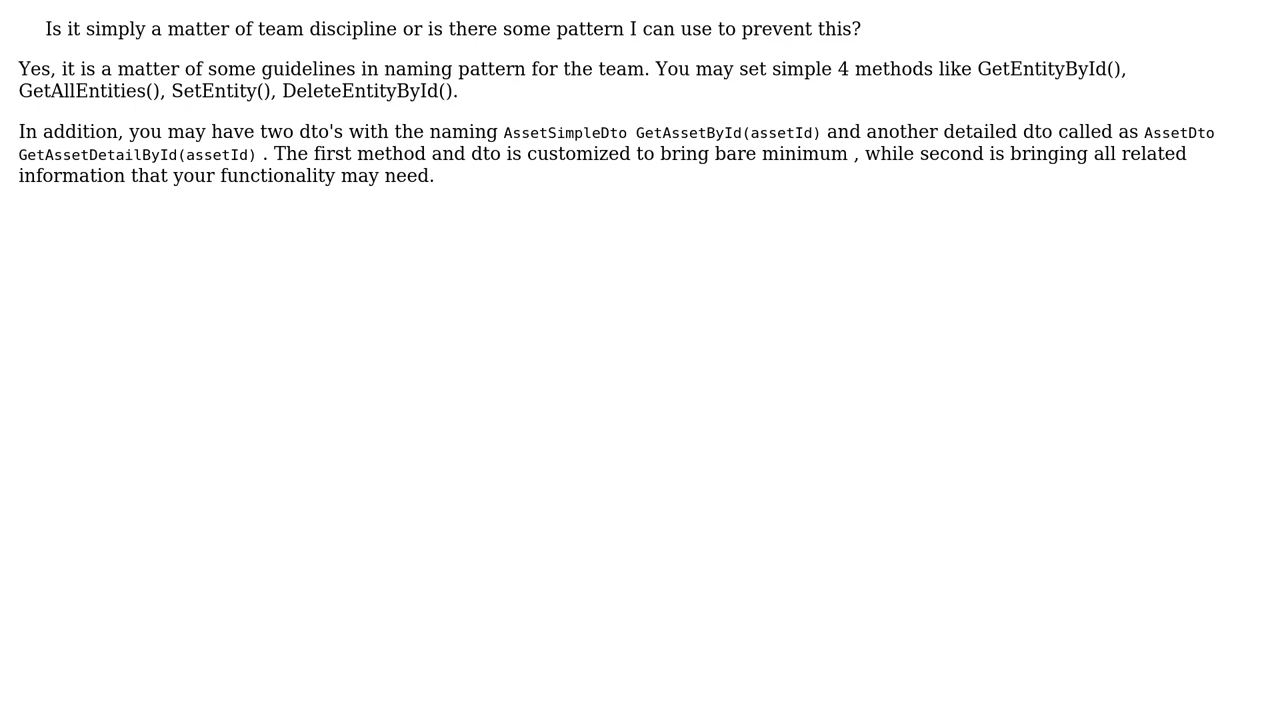 Is it simply a matter of team discipline or is there some pattern I can use to prevent this?
Yes, it is a matter of some guidelines in naming pattern for the team. You may set simple 4 methods like GetEntityById(),
GetAllEntities(), SetEntity(), DeleteEntityById().
In addition, you may have two dto's with the naming AssetSimpleDto GetAssetById(assetId) and another detailed dto called as AssetDto
GetAssetDetailById(assetId) . The first method and dto is customized to bring bare minimum , while second is bringing all related
information that your functionality may need.